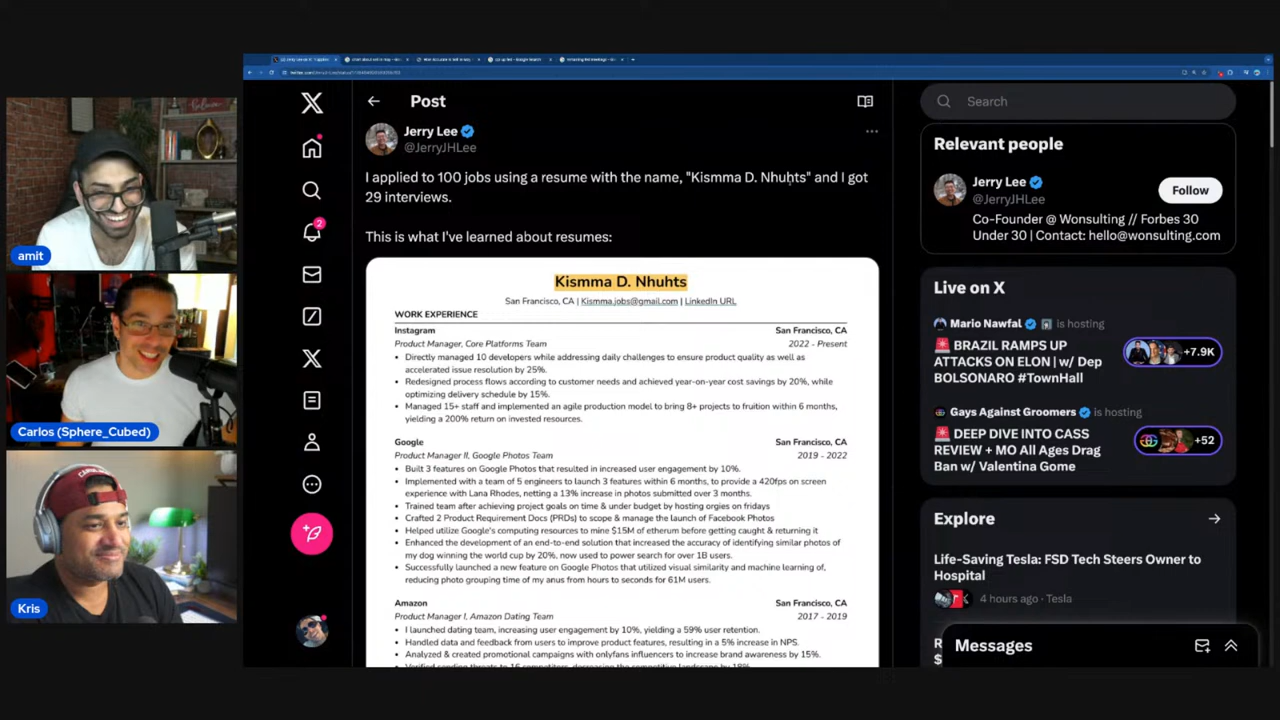 Post
Jerry Lee
@JerryJHLee
I applied to 100 jobs using a resume with the name, "Kismma D. Nhuhts" and I got
29 interviews.
This is what I've learned about resumes:
Kismma D. Nhuhts
San Francisco, CA | Kismma.jobs@gmail.com | LinkedIn URL
WORK EXPERIENCE
Instagram San Francisco, CA
Product Manager, Core Platforms Team 2022 - Present
• Directly managed 10 developers while addressing daily challenges to ensure product quality as well as
accelerated issue resolution by 25%.
• Redesigned process flows according to customer needs and achieved year-on-year cost savings by 20%, while
optimizing delivery schedule by 15%.
• Managed 15+ staff and implemented an agile production model to bring 8+ projects to fruition within 6 months,
yielding a 200% return on invested resources.
Google San Francisco, CA
Product Manager II, Google Photos Team 2019 - 2022
• Built 3 features on Google Photos that resulted in increased user engagement by 10%.
• Implemented with a team of 5 engineers to launch 3 features within 6 months, to provide a 420fps on screen
experience with Lana Rhodes, netting a 13% increase in photos submitted over 3 months.
• Trained team after achieving project goals on time & under budget by hosting orgies on fridays
• Crafted 2 Product Requirement Docs (PRDs) to scope & manage the launch of Facebook Photos
• Helped utilize Google's computing resources to mine $15M of etherum before getting caught & returning it
• Enhanced the development of an end-to-end solution that increased the accuracy of identifying similar photos of
my dog winning the world cup by 20%, now used to power search for over 1B users.
• Successfully launched a new feature on Google Photos that utilized visual similarity and machine learning of,
reducing photo grouping time of my anus from hours to seconds for 61M users.
Amazon San Francisco, CA
Product Manager I, Amazon Dating Team 2017 - 2019
• I launched dating team, increasing user engagement by 10%, yielding a 59% user retention.
• Handled data and feedback from users to improve product features, resulting in a 5% increase in NPS.
• Analyzed & created promotional campaigns with onlyfans influencers to increase brand awareness by 15%.
Search
Relevant people
Jerry Lee
@JerryJHLee
Follow
Co-Founder @ Wonsulting // Forbes 30
Under 30 | Contact: hello@wonsulting.com
Live on X
Mario Nawfal is hosting
BRAZIL RAMPS UP
ATTACKS ON ELON | w/ Dep
BOLSONARO #TownHall
+7.9K
Gays Against Groomers is hosting
DEEP DIVE INTO CASS
REVIEW + MO All Ages Drag
Ban w/ Valentina Gome
+52
Explore
Life-Saving Tesla FSD Turn Steers Owner to
Hospital
4 hours ago · Tesla
Messages
2
amit
Carlos (Sphere_Cubed)
Kris